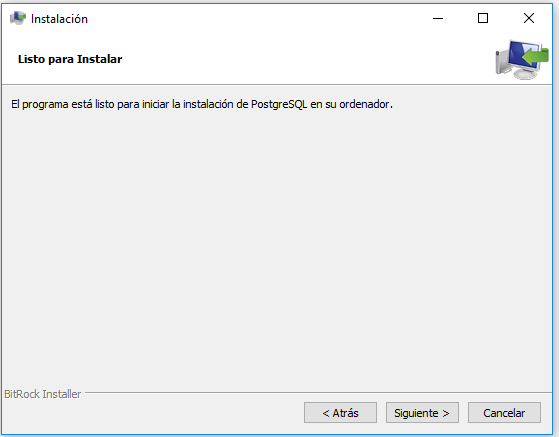 Instalación
Listo para Instalar
El programa está listo para iniciar la instalación de PostgreSQL en su ordenador.
BitRock Installer
< Atrás
Siguiente >
Cancelar